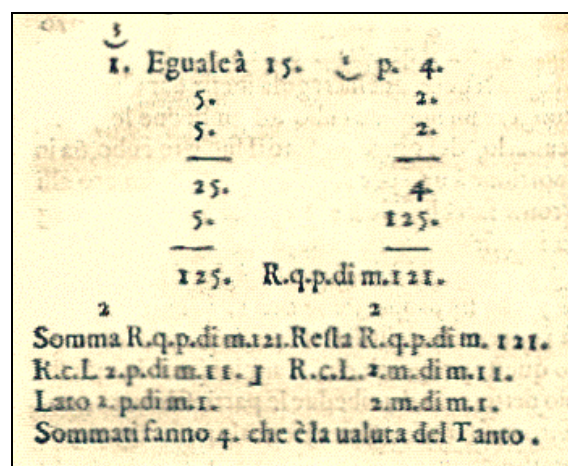 3
1. Eguale à 15. 1 p. 4.
5. 2.
5. 2.
25. 4.
5. 125.
125. R.q.p.di m.121.
2 2
Somma R.q.p.di m.121. Resta R.q.p.di m. 121.
R.c.L 2.p.di m.11. J R.c.L. 2.m.di m.11.
Lato 2.p.di m.1. 2.m.di m.1.
Sommati fanno 4. che è la ualuta del Tanto.